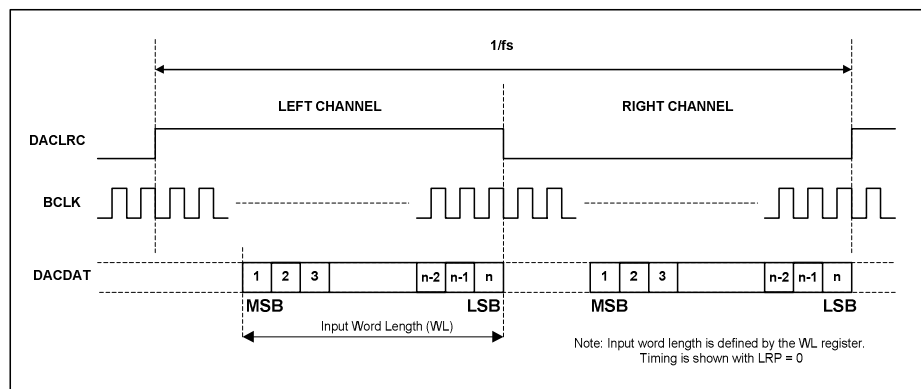 1/fs
LEFT CHANNEL RIGHT CHANNEL
DACLRC
BCLK
DACDAT 1 2 3 n-2 n-1 n 1 2 3 n-2 n-1 n
MSB LSB MSB LSB
Input Word Length (WL)
Note: Input word length is defined by the WL register.
Timing is shown with LRP = 0